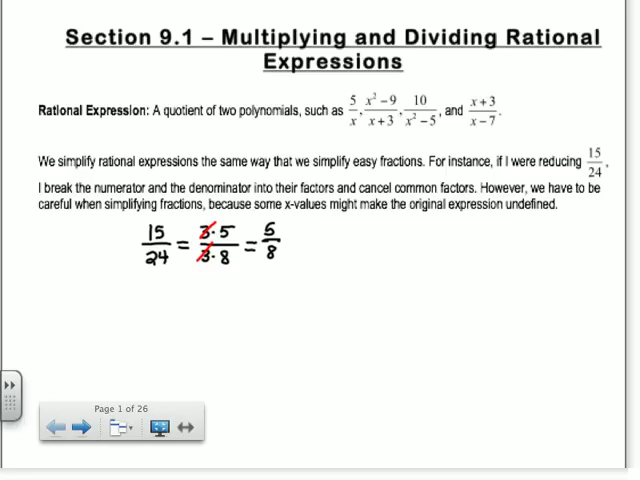 Section 9.1 – Multiplying and Dividing Rational
Expressions
Rational Expression: A quotient of two polynomials, such as 5/x, (x² − 9)/(x + 3), 10/(x² − 5), and (x + 3)/(x − 7).
We simplify rational expressions the same way that we simplify easy fractions. For instance, if I were reducing 15/24,
I break the numerator and the denominator into their factors and cancel common factors. However, we have to be
careful when simplifying fractions, because some x-values might make the original expression undefined.
15/24 = (3·5)/(3·8) = 5/8
Page 1 of 26